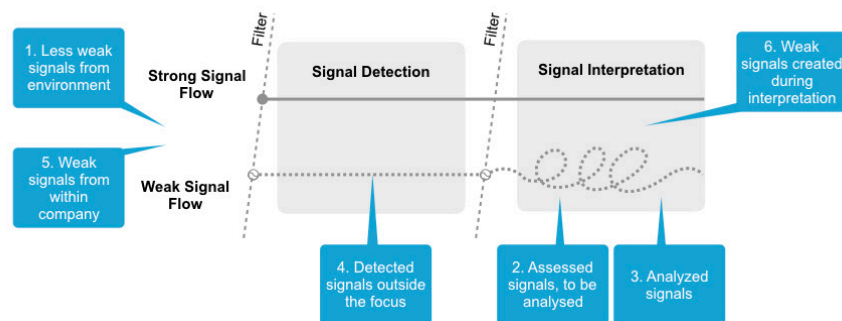 Filter
Filter
1. Less weak
signals from
environment
Strong Signal
Flow
Signal Detection
Signal Interpretation
6. Weak
signals created
during
interpretation
5. Weak
signals from
within
company
Weak Signal
Flow
4. Detected
signals outside
the focus
2. Assessed
signals, to be
analysed
3. Analyzed
signals